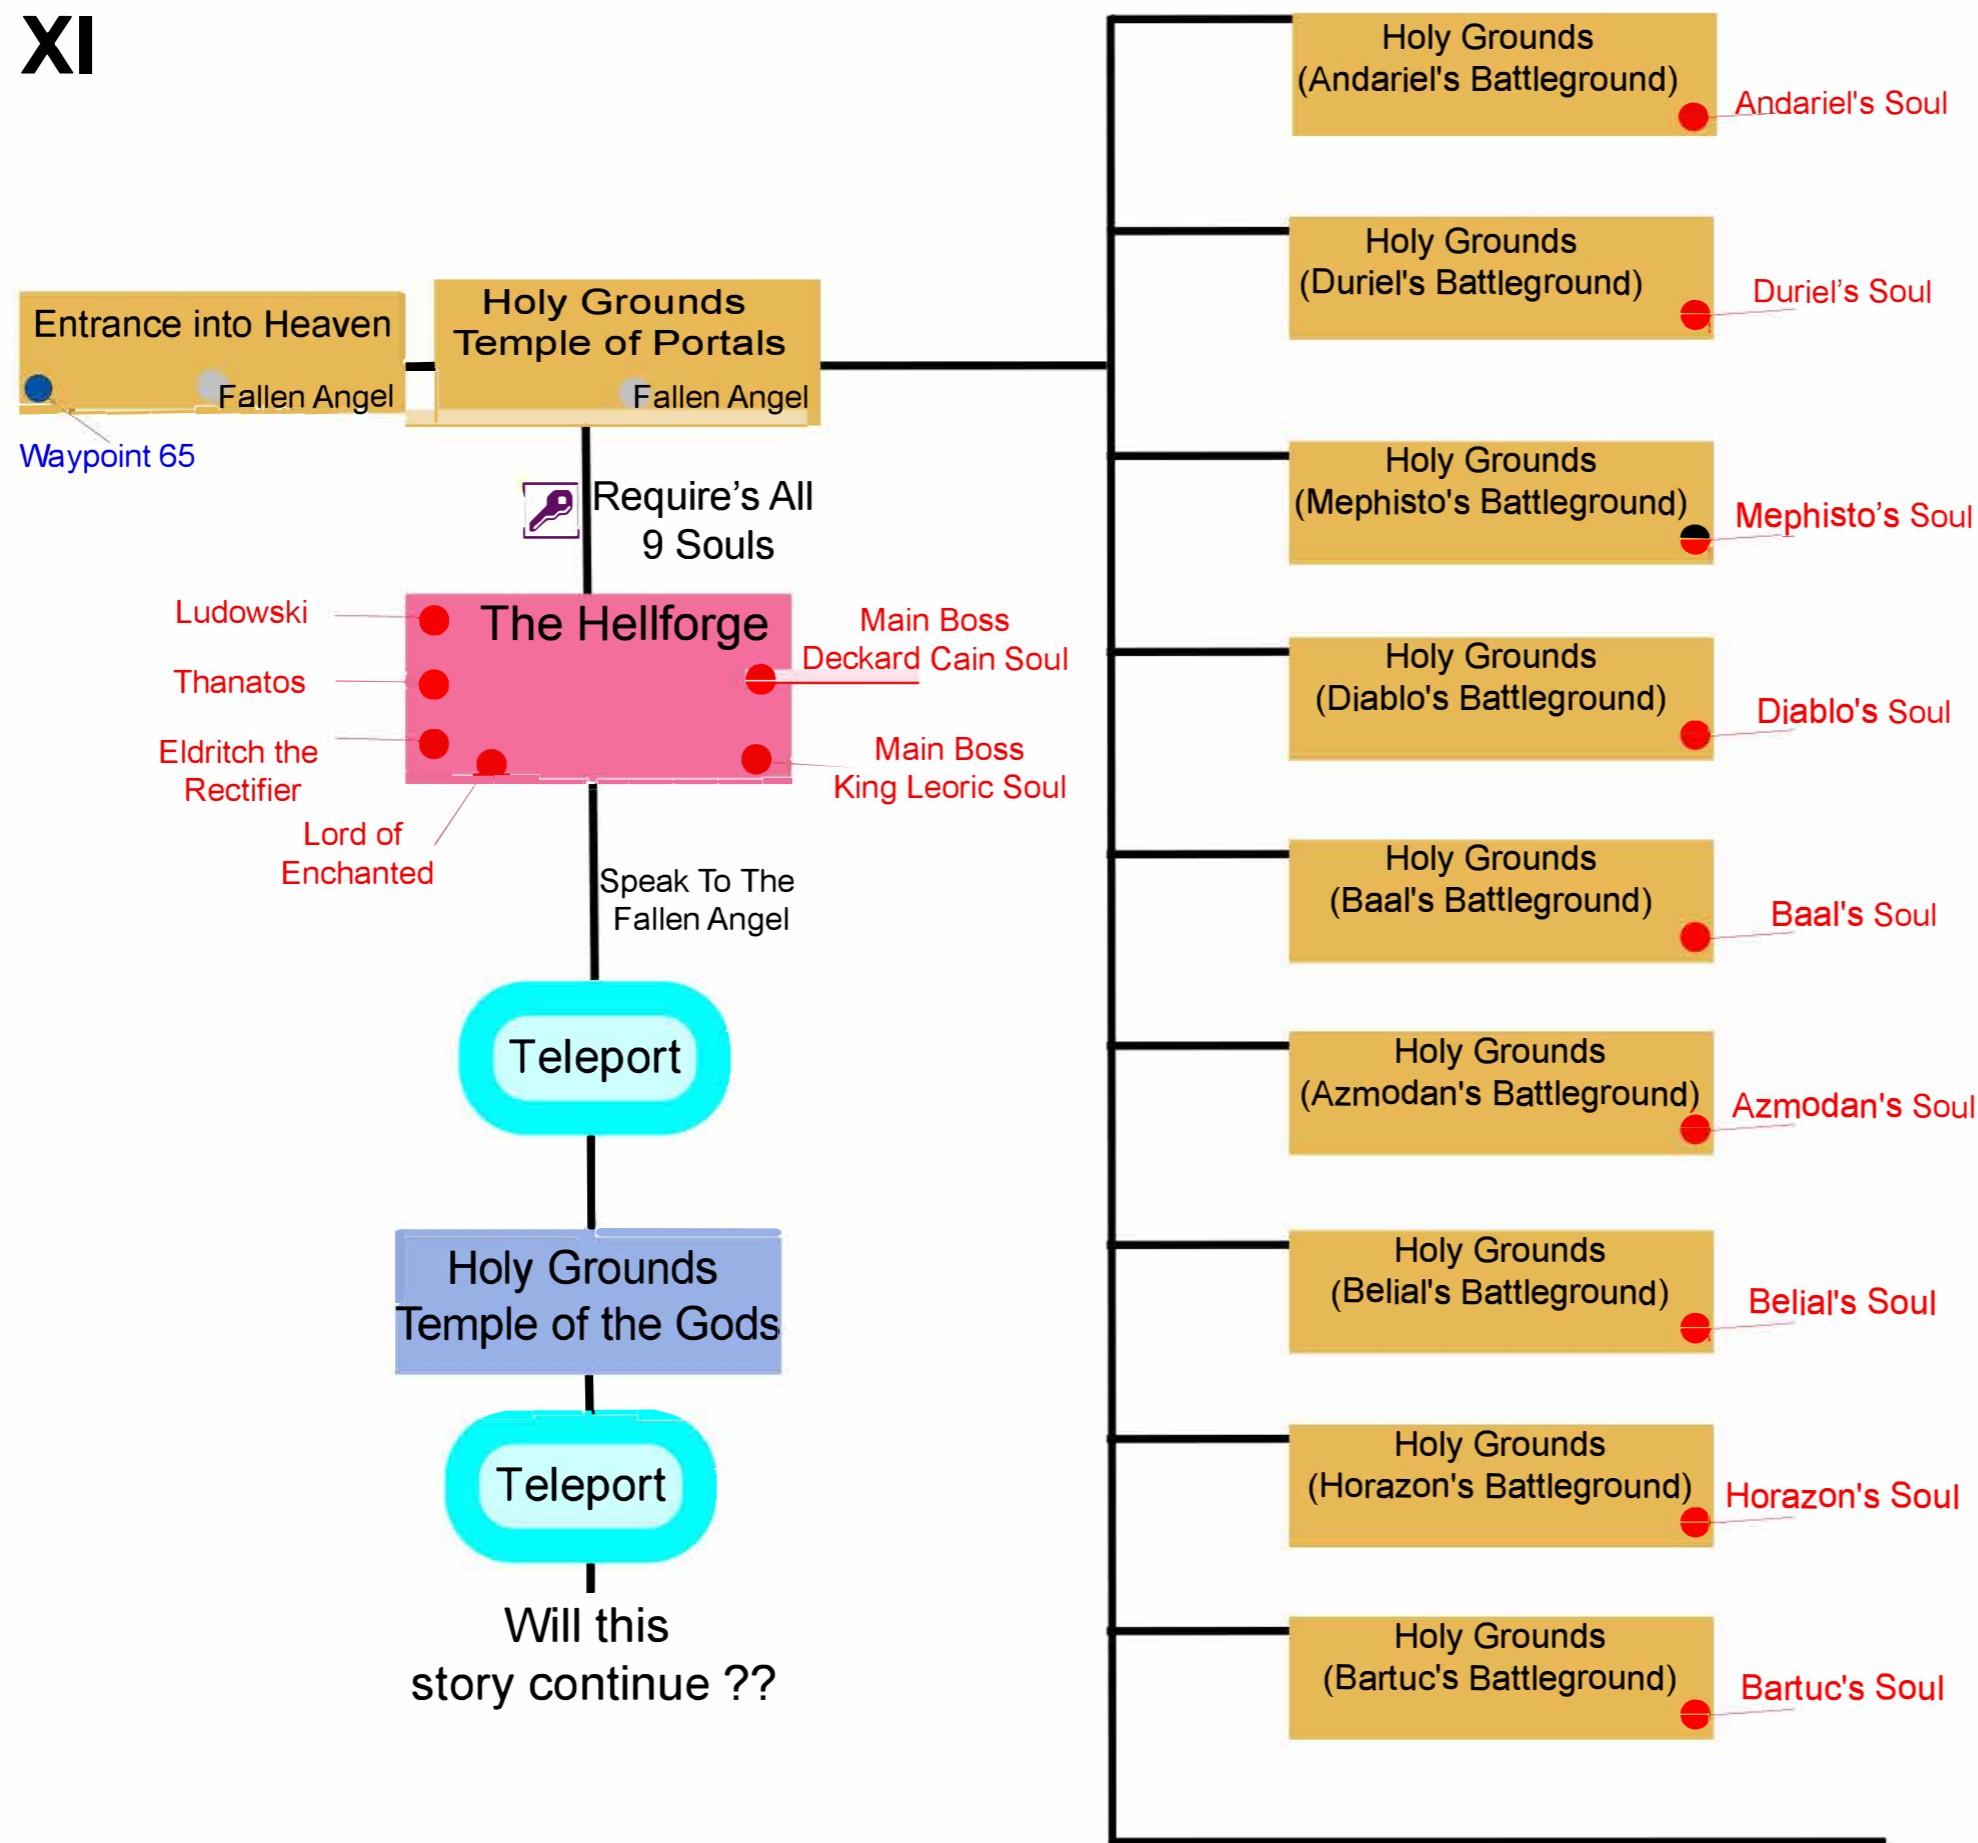 XI
Entrance into Heaven
Fallen Angel
Waypoint 65
Holy Grounds
Temple of Portals
Fallen Angel
Require’s All
9 Souls
The Hellforge
Ludowski
Thanatos
Eldritch the
Rectifier
Lord of
Enchanted
Main Boss
Deckard Cain Soul
Main Boss
King Leoric Soul
Speak To The
Fallen Angel
Teleport
Holy Grounds
Temple of the Gods
Teleport
Will this
story continue ??
Holy Grounds
(Andariel's Battleground)
Andariel's Soul
Holy Grounds
(Duriel's Battleground)
Duriel’s Soul
Holy Grounds
(Mephisto's Battleground)
Mephisto’s Soul
Holy Grounds
(Diablo's Battleground)
Diablo's Soul
Holy Grounds
(Baal's Battleground)
Baal's Soul
Holy Grounds
(Azmodan's Battleground)
Azmodan's Soul
Holy Grounds
(Belial's Battleground)
Belial's Soul
Holy Grounds
(Horazon's Battleground)
Horazon's Soul
Holy Grounds
(Bartuc's Battleground)
Bartuc's Soul